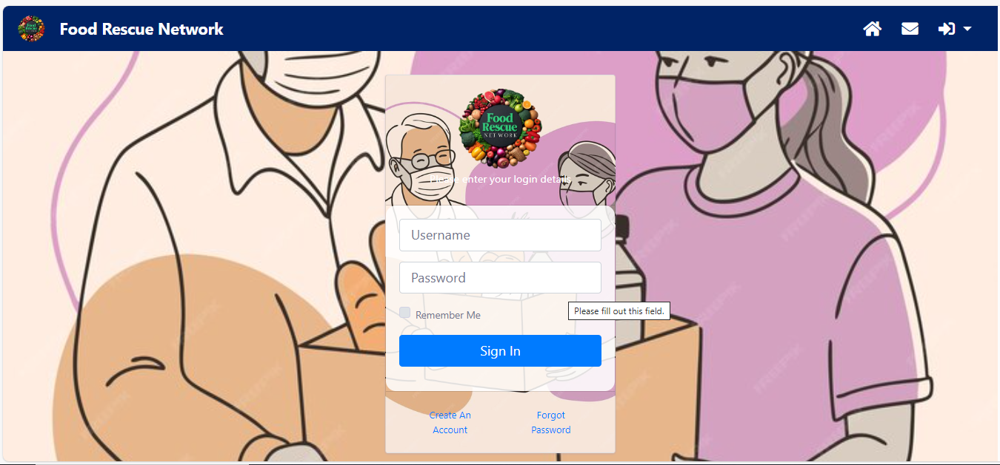 Food Rescue Network
Food
Rescue
NETWORK
Please enter your login details
Username
Password
Remember Me
Please fill out this field.
Sign In
Create An
Account
Forgot
Password
FREEPIK